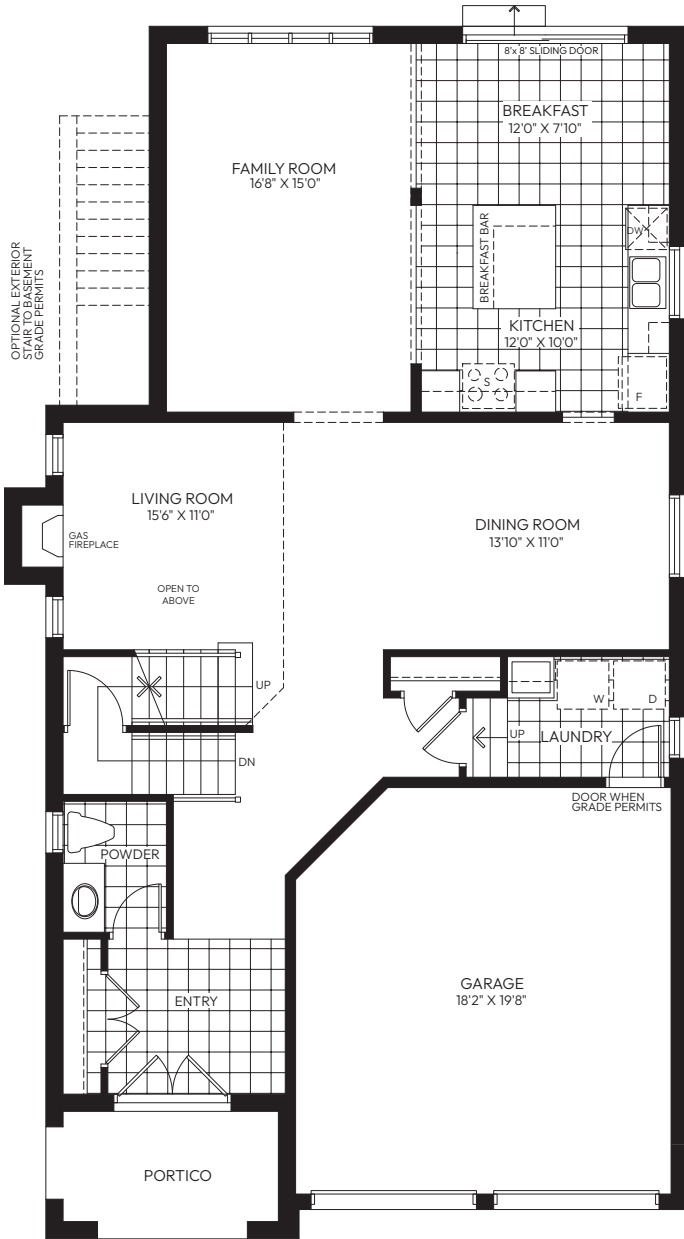 8'x 8' SLIDING DOOR
BREAKFAST
12'0" X 7'10"
FAMILY ROOM
16'8" X 15'0"
OPTIONAL EXTERIOR
STAIR TO BASEMENT
GRADE PERMITS
BREAKFAST BAR
DW
KITCHEN
12'0" X 10'0"
S
F
LIVING ROOM
15'6" X 11'0"
GAS
FIREPLACE
DINING ROOM
13'10" X 11'0"
OPEN TO
ABOVE
UP
W
D
UP
LAUNDRY
DN
DOOR WHEN
GRADE PERMITS
POWDER
ENTRY
GARAGE
18'2" X 19'8"
PORTICO